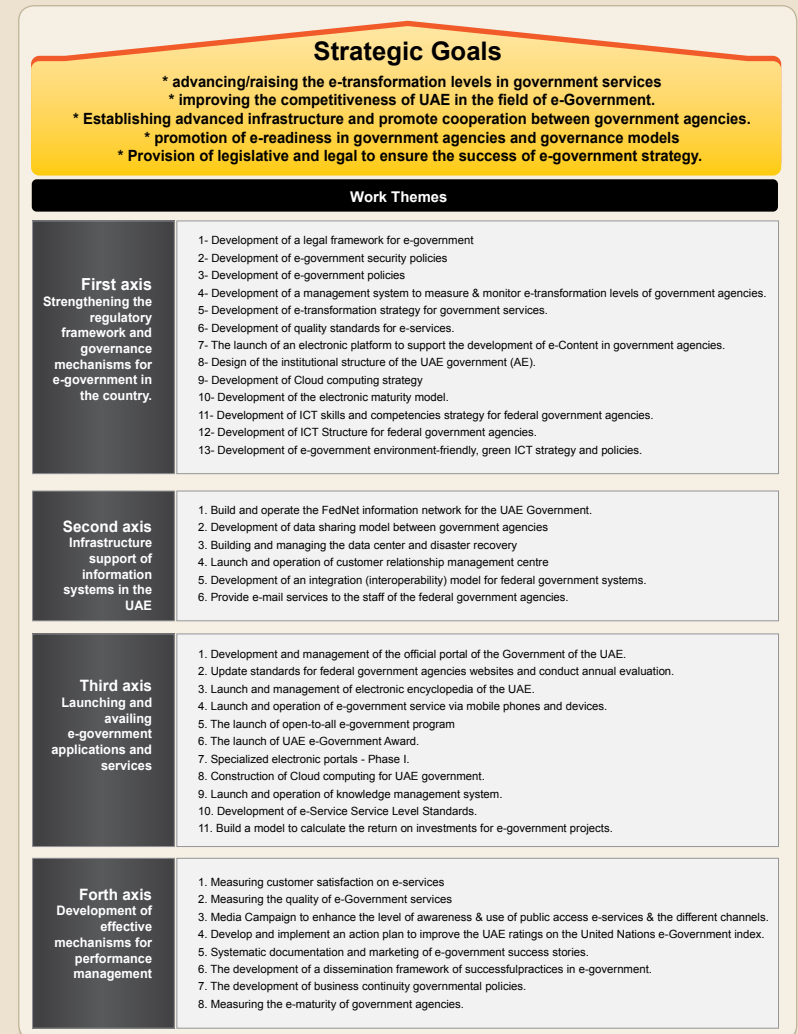 Strategic Goals
* advancing/raising the e-transformation levels in government services
* improving the competitiveness of UAE in the field of e-Government.
* Establishing advanced infrastructure and promote cooperation between government agencies.
* promotion of e-readiness in government agencies and governance models
* Provision of legislative and legal to ensure the success of e-government strategy.
Work Themes
First axis
Strengthening the
regulatory
framework and
governance
mechanisms for
e-government in
the country.
1- Development of a legal framework for e-government
2- Development of e-government security policies
3- Development of e-government policies
4- Development of a management system to measure & monitor e-transformation levels of government agencies.
5- Development of e-transformation strategy for government services.
6- Development of quality standards for e-services.
7- The launch of an electronic platform to support the development of e-Content in government agencies.
8- Design of the institutional structure of the UAE government (AE).
9- Development of Cloud computing strategy
10- Development of the electronic maturity model.
11- Development of ICT skills and competencies strategy for federal government agencies.
12- Development of ICT Structure for federal government agencies.
13- Development of e-government environment-friendly, green ICT strategy and policies.
Second axis
Infrastructure
support of
information
systems in the
UAE
1. Build and operate the FedNet information network for the UAE Government.
2. Development of data sharing model between government agencies
3. Building and managing the data center and disaster recovery
4. Launch and operation of customer relationship management centre
5. Development of an integration (interoperability) model for federal government systems.
6. Provide e-mail services to the staff of the federal government agencies.
Third axis
Launching and
availing
e-government
applications and
services
1. Development and management of the official portal of the Government of the UAE.
2. Update standards for federal government agencies websites and conduct annual evaluation.
3. Launch and management of electronic encyclopedia of the UAE.
4. Launch and operation of e-government service via mobile phones and devices.
5. The launch of open-to-all e-government program
6. The launch of UAE e-Government Award.
7. Specialized electronic portals - Phase I.
8. Construction of Cloud computing for UAE government.
9. Launch and operation of knowledge management system.
10. Development of e-Service Service Level Standards.
11. Build a model to calculate the return on investments for e-government projects.
Forth axis
Development of
effective
mechanisms for
performance
management
1. Measuring customer satisfaction on e-services
2. Measuring the quality of e-Government services
3. Media Campaign to enhance the level of awareness & use of public access e-services & the different channels.
4. Develop and implement an action plan to improve the UAE ratings on the United Nations e-Government index.
5. Systematic documentation and marketing of e-government success stories.
6. The development of a dissemination framework of successfulpractices in e-government.
7. The development of business continuity governmental policies.
8. Measuring the e-maturity of government agencies.